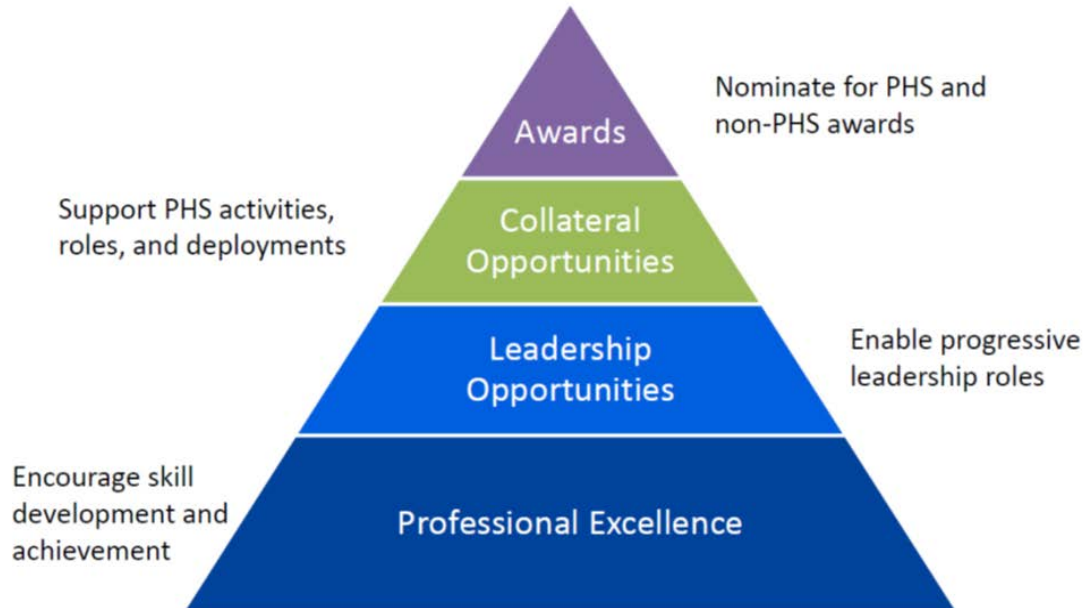 Nominate for PHS and
non-PHS awards
Awards
Support PHS activities,
roles, and deployments
Collateral
Opportunities
Leadership
Opportunities
Enable progressive
leadership roles
Encourage skill
development and
achievement
Professional Excellence